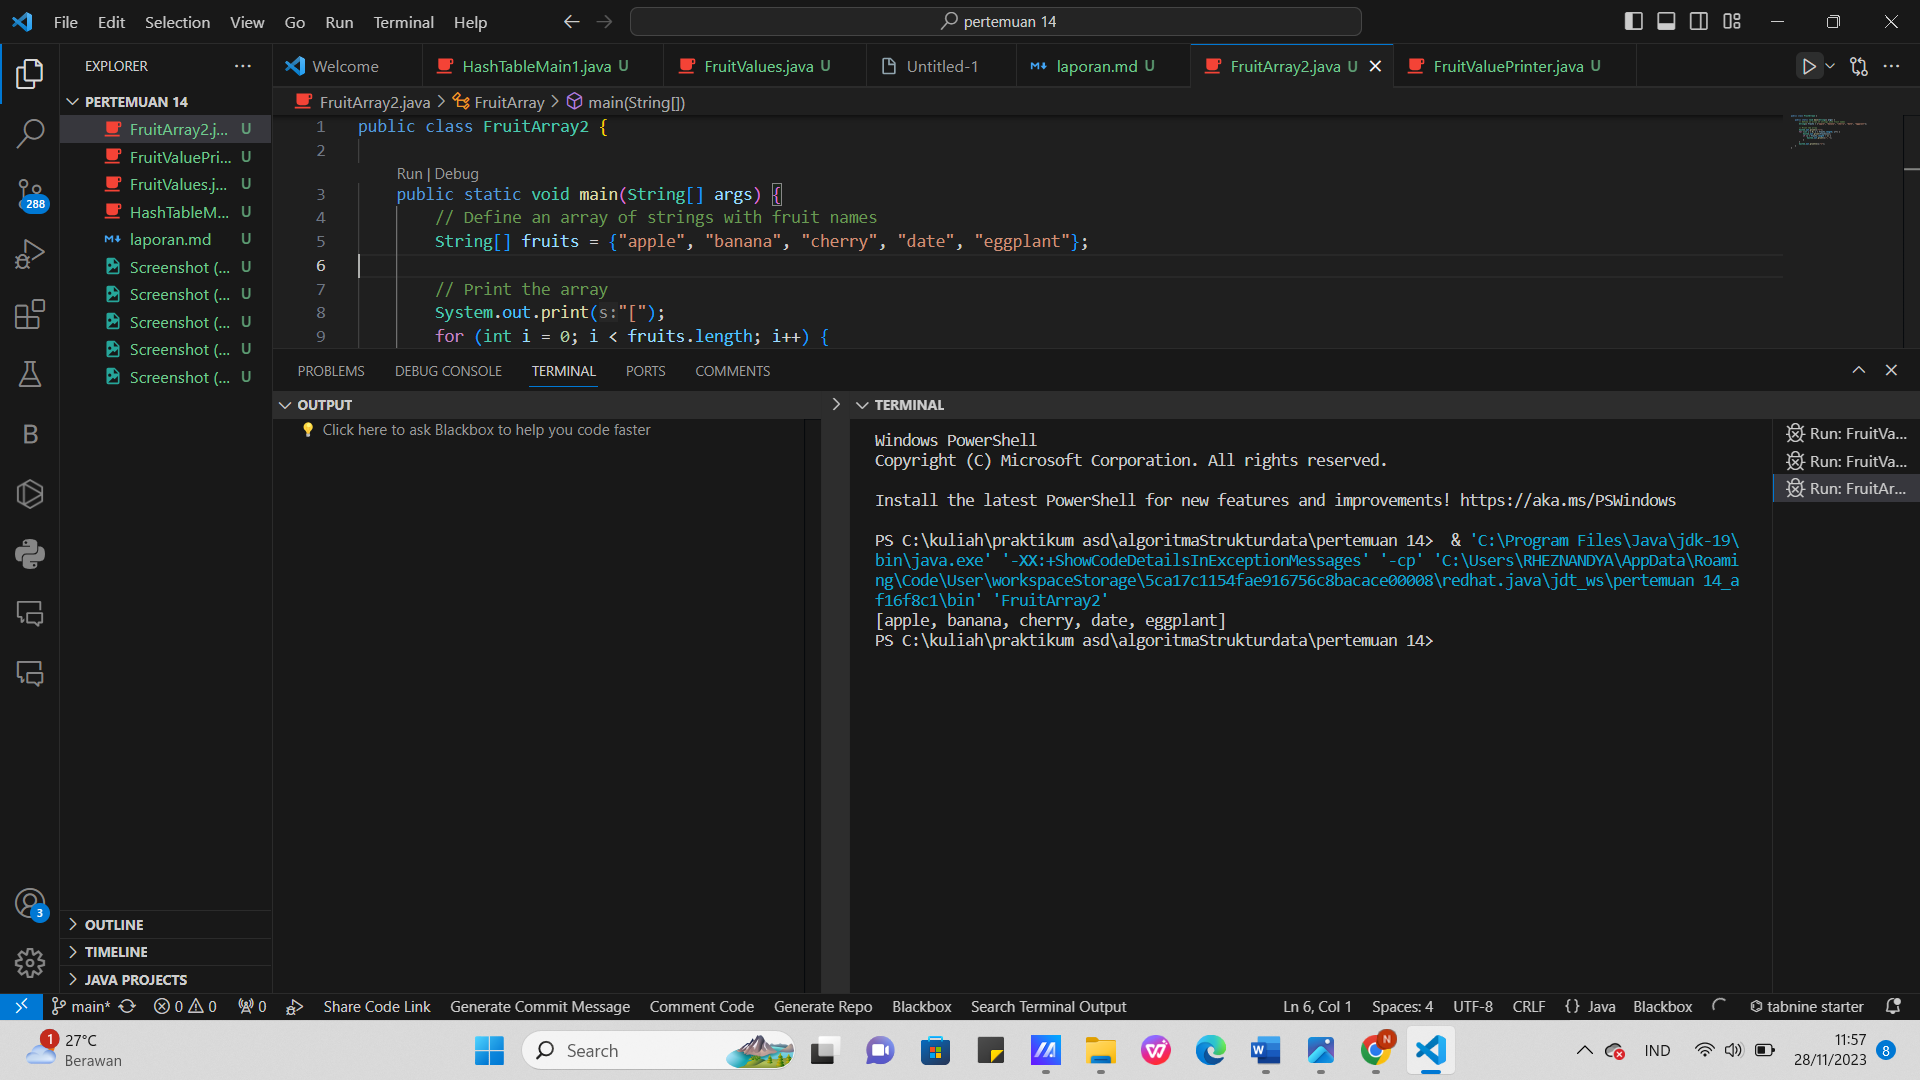 File Edit Selection View Go Run Terminal Help
pertemuan 14
EXPLORER
PERTEMUAN 14
FruitArray2.j... U
FruitValuePri... U
FruitValues.j... U
HashTableM... U
laporan.md U
Screenshot (... U
Screenshot (... U
Screenshot (... U
Screenshot (... U
Screenshot (... U
OUTLINE
TIMELINE
JAVA PROJECTS
288
B
3
Welcome
HashTableMain1.java U
FruitValues.java U
Untitled-1
laporan.md U
FruitArray2.java U
FruitValuePrinter.java U
FruitArray2.java > FruitArray > main(String[])
1 public class FruitArray2 {
2
Run | Debug
3 public static void main(String[] args) {
4 // Define an array of strings with fruit names
5 String[] fruits = {"apple", "banana", "cherry", "date", "eggplant"};
6
7 // Print the array
8 System.out.print(s:"[");
9 for (int i = 0; i < fruits.length; i++) {
PROBLEMS DEBUG CONSOLE TERMINAL PORTS COMMENTS
OUTPUT
Click here to ask Blackbox to help you code faster
TERMINAL
Windows PowerShell
Copyright (C) Microsoft Corporation. All rights reserved.
Install the latest PowerShell for new features and improvements! https://aka.ms/PSWindows
PS C:\kuliah\praktikum asd\algoritmaStrukturdata\pertemuan 14>  & 'C:\Program Files\Java\jdk-19\
bin\java.exe' '-XX:+ShowCodeDetailsInExceptionMessages' '-cp' 'C:\Users\RHEZNANDYA\AppData\Roami
ng\Code\User\workspaceStorage\5ca17c1154fae916756c8bacace00008\redhat.java\jdt_ws\pertemuan 14_a
f16f8c1\bin' 'FruitArray2'
[apple, banana, cherry, date, eggplant]
PS C:\kuliah\praktikum asd\algoritmaStrukturdata\pertemuan 14>
Run: FruitVa...
Run: FruitVa...
Run: FruitAr...
main* 0 0 0 Share Code Link Generate Commit Message Comment Code Generate Repo Blackbox Search Terminal Output Ln 6, Col 1 Spaces: 4 UTF-8 CRLF {} Java Blackbox tabnine starter
1
27°C
Berawan
Search
N
IND
11:57
28/11/2023
8